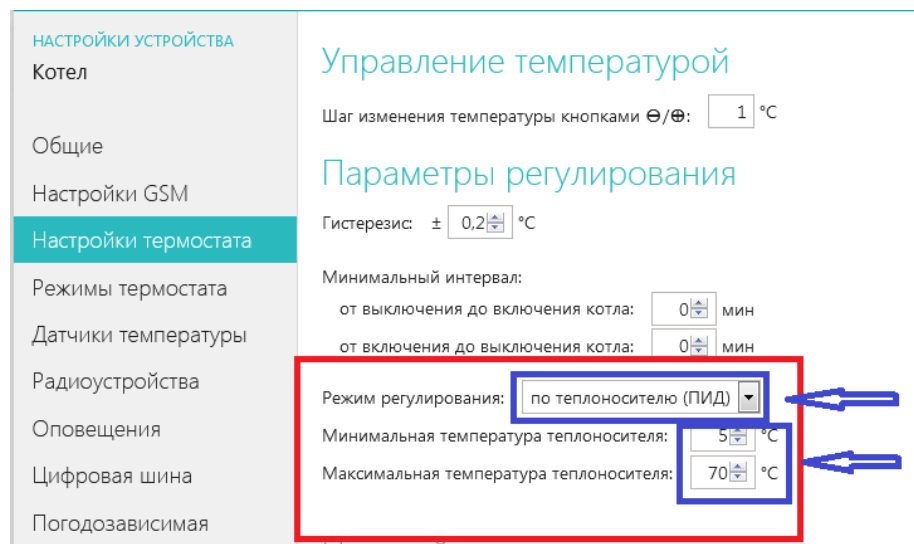 НАСТРОЙКИ УСТРОЙСТВА
Котел
Общие
Настройки GSM
Настройки термостата
Режимы термостата
Датчики температуры
Радиоустройства
Оповещения
Цифровая шина
Погодозависимая
Управление температурой
Шаг изменения температуры кнопками ⊖/⊕: 1 °C
Параметры регулирования
Гистерезис: ± 0,2 °C
Минимальный интервал:
от выключения до включения котла: 0 мин
от включения до выключения котла: 0 мин
Режим регулирования: по теплоносителю (ПИД)
Минимальная температура теплоносителя: 5 °C
Максимальная температура теплоносителя: 70 °C